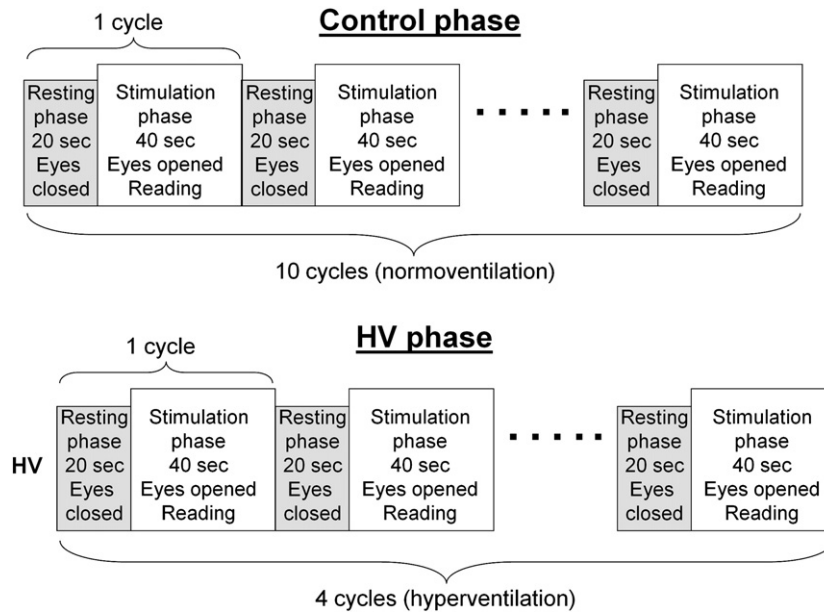 Control phase
1 cycle
Resting
phase
20 sec
Eyes
closed
Stimulation
phase
40 sec
Eyes opened
Reading
Resting
phase
20 sec
Eyes
closed
Stimulation
phase
40 sec
Eyes opened
Reading
Resting
phase
20 sec
Eyes
closed
Stimulation
phase
40 sec
Eyes opened
Reading
10 cycles (normoventilation)
HV phase
1 cycle
HV
Resting
phase
20 sec
Eyes
closed
Stimulation
phase
40 sec
Eyes opened
Reading
Resting
phase
20 sec
Eyes
closed
Stimulation
phase
40 sec
Eyes opened
Reading
Resting
phase
20 sec
Eyes
closed
Stimulation
phase
40 sec
Eyes opened
Reading
4 cycles (hyperventilation)